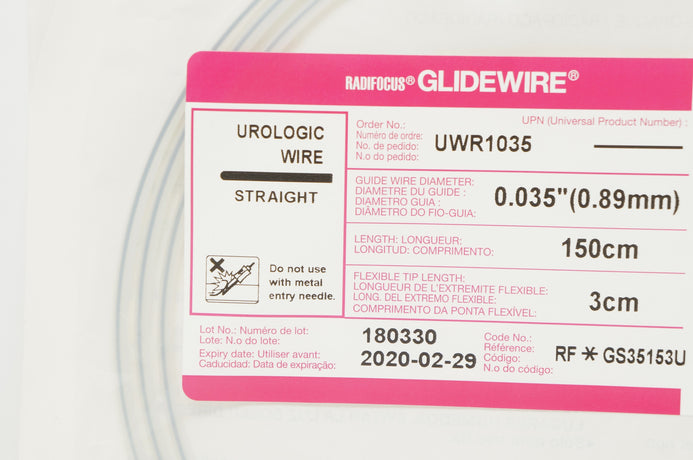 RADIFOCUS® GLIDEWIRE®
UROLOGIC
WIRE
STRAIGHT
Do not use
with metal
entry needle.
UPN (Universal Product Number) :
Order No.:
Numéro de ordre:
No. de pedido:
N.o do pedido:
UWR1035
GUIDE WIRE DIAMETER:
DIAMETRE DU GUIDE :
DIAMETRO GUIA :
DIÂMETRO DO FIO-GUIA:
0.035"(0.89mm)
LENGTH: LONGUEUR:
LONGITUD: COMPRIMENTO:
150cm
FLEXIBLE TIP LENGTH:
LONGUEUR DE L'EXTREMITE FLEXIBLE:
LONG. DEL EXTREMO FLEXIBLE:
COMPRIMENTO DA PONTA FLEXÍVEL:
3cm
Lot No.: Numéro de lot:
Lote: N.o do lote:
180330
Expiry date: Utiliser avant:
Caducidad: Data de expiração:
2020-02-29
Code No.:
Référence:
Código:
N.o do código:
RF * GS35153U